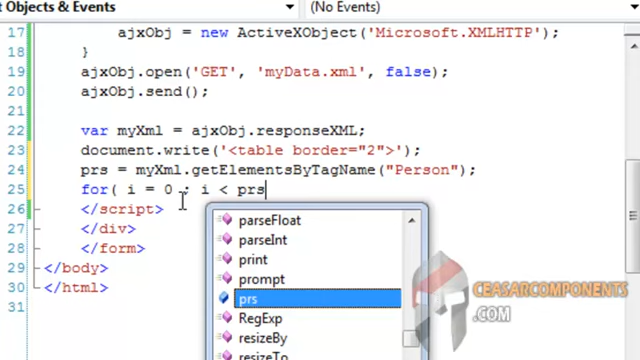 Objects & Events
(No Events)
17 ajxObj = new ActiveXObject('Microsoft.XMLHTTP');
18 }
19 ajxObj.open('GET', 'myData.xml', false);
20 ajxObj.send();
21
22 var myXml = ajxObj.responseXML;
23 document.write('<table border="2">');
24 prs = myXml.getElementsByTagName("Person");
25 for( i = 0 ; i < prs
26 </script>
27 </div>
28 </form>
29 </body>
30 </html>
31
parseFloat
parseInt
print
prompt
prs
RegExp
resizeBy
resizeTo
CEASARCOMPONENTS
.COM